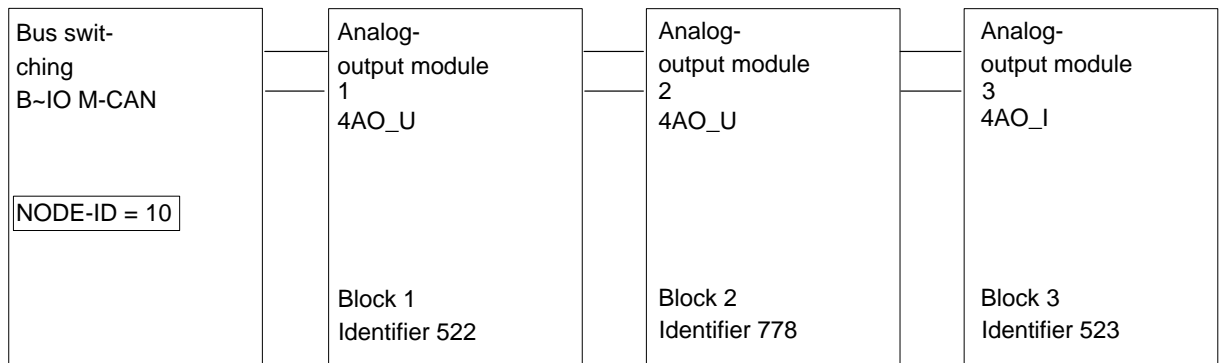 Bus swit-
ching
B~IO M-CAN
NODE-ID = 10
Analog-
output module
1
4AO_U
Block 1
Identifier 522
Analog-
output module
2
4AO_U
Block 2
Identifier 778
Analog-
output module
3
4AO_I
Block 3
Identifier 523